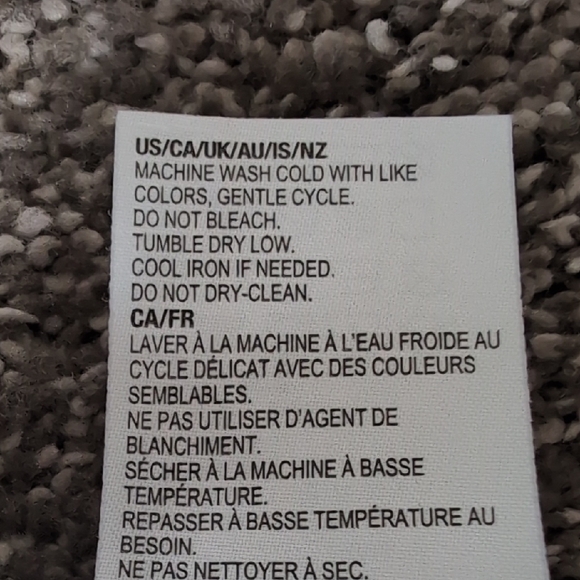 US/CA/UK/AU/IS/NZ
MACHINE WASH COLD WITH LIKE
COLORS, GENTLE CYCLE.
DO NOT BLEACH.
TUMBLE DRY LOW.
COOL IRON IF NEEDED.
DO NOT DRY-CLEAN.
CA/FR
LAVER À LA MACHINE À L'EAU FROIDE AU
CYCLE DÉLICAT AVEC DES COULEURS
SEMBLABLES.
NE PAS UTILISER D'AGENT DE
BLANCHIMENT.
SÉCHER À LA MACHINE À BASSE
TEMPÉRATURE.
REPASSER À BASSE TEMPÉRATURE AU
BESOIN.
NE PAS NETTOYER À SEC.